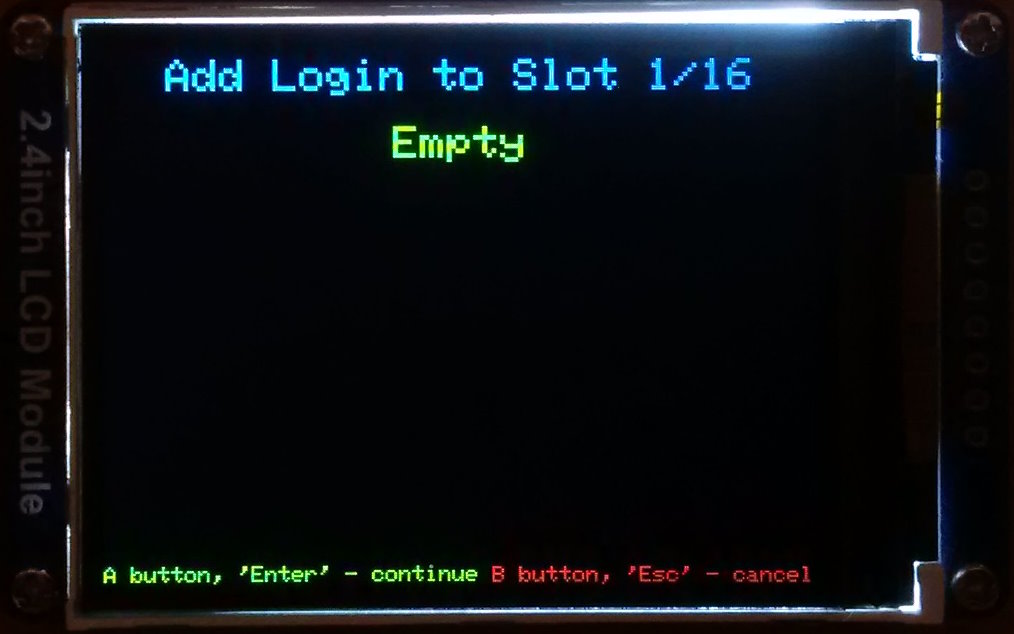 Add Login to Slot 1/16
Empty
A button, 'Enter' - continue B button, 'Esc' - cancel
2.4inch LCD Module